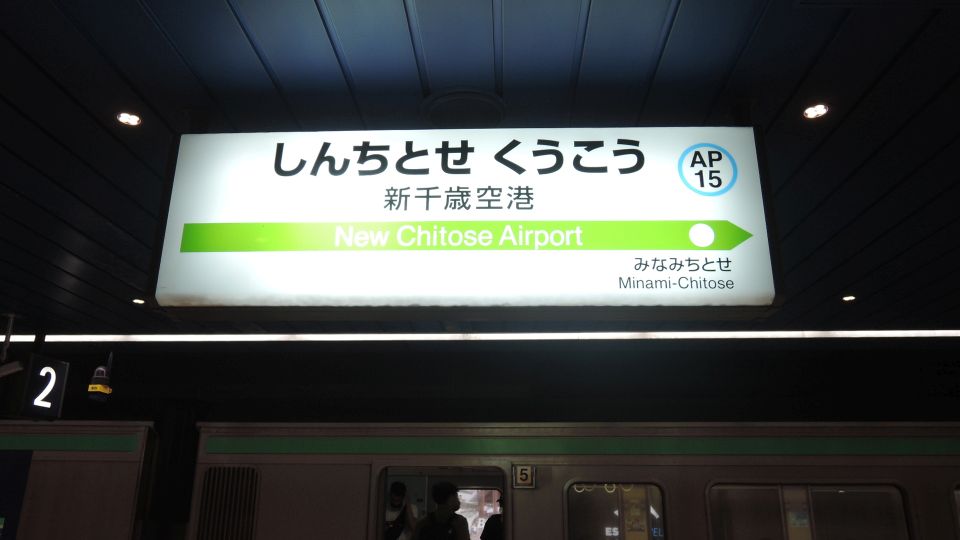 しんちとせ くうこう
AP
15
新千歳空港
New Chitose Airport
みなみちとせ
Minami-Chitose
2
5